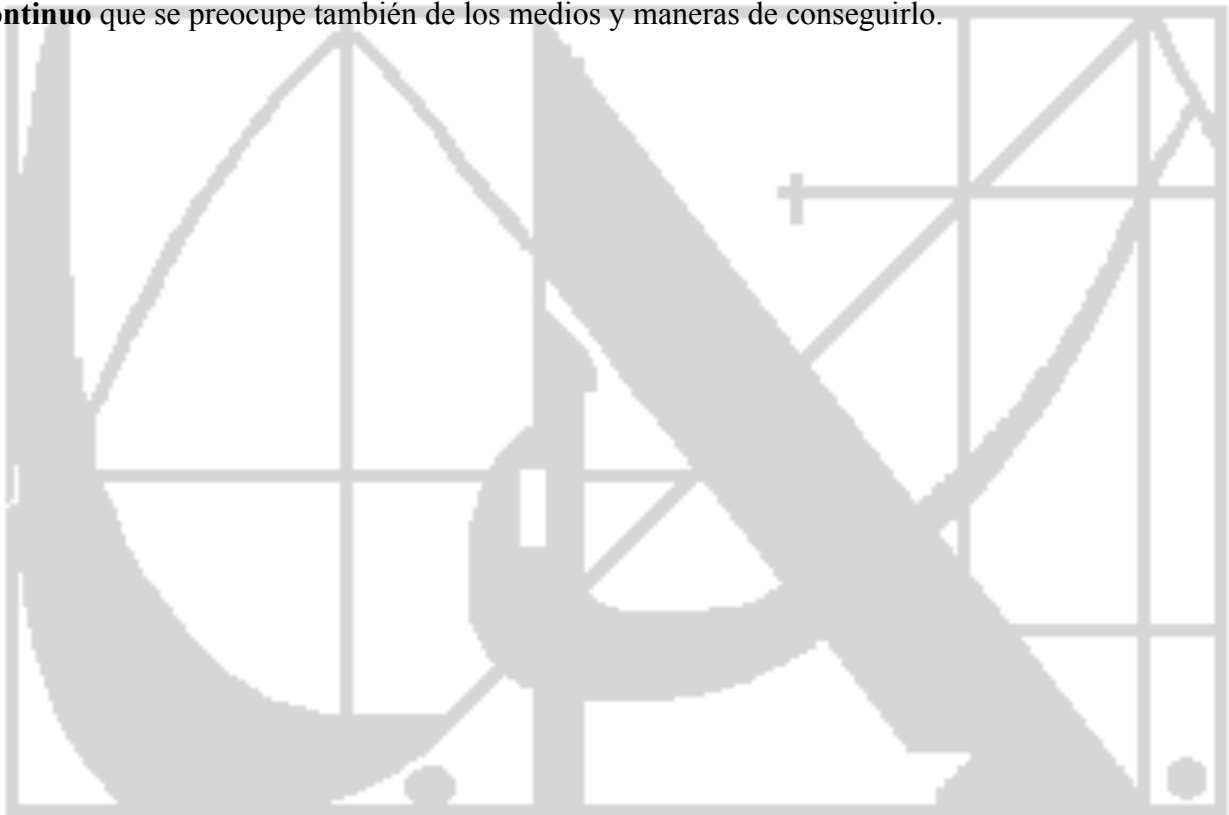 ontinuo que se preocupe también de los medios y maneras de conseguirlo.